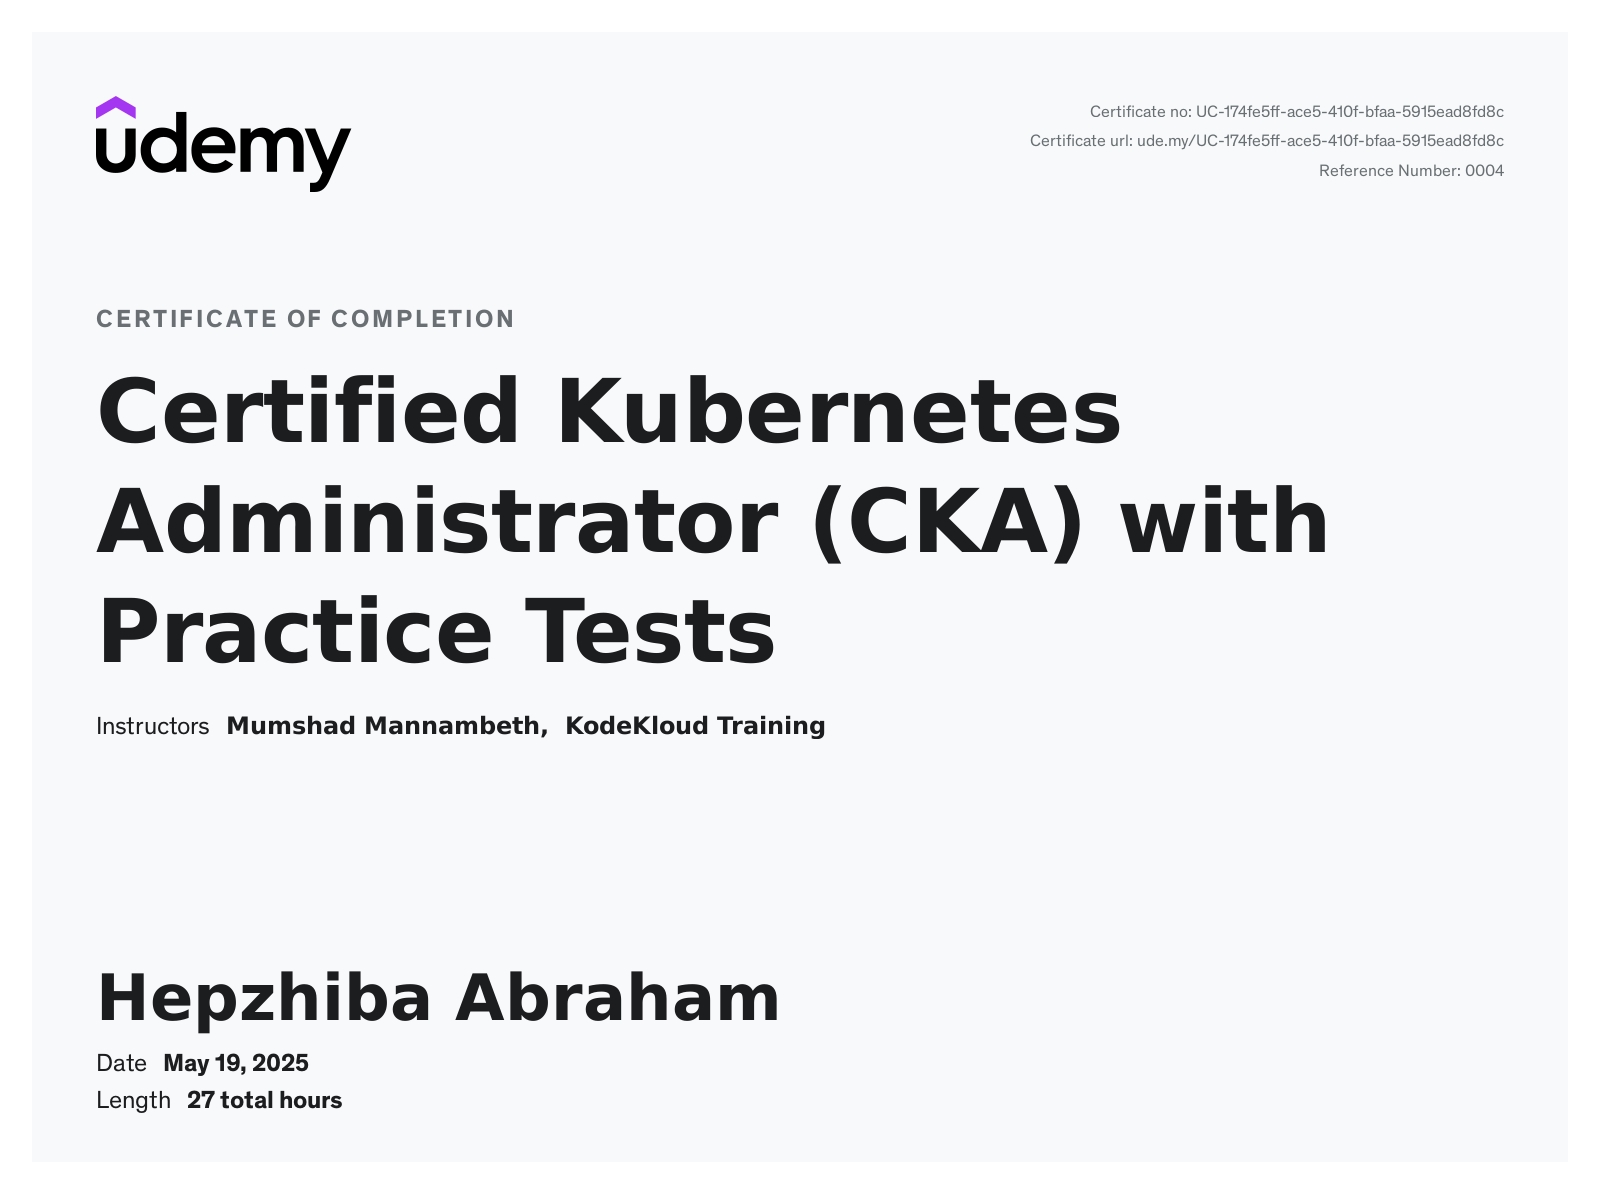 udemy
Certificate no: UC-174fe5ff-ace5-410f-bfaa-5915ead8fd8c
Certificate url: ude.my/UC-174fe5ff-ace5-410f-bfaa-5915ead8fd8c
Reference Number: 0004
CERTIFICATE OF COMPLETION
Certified Kubernetes
Administrator (CKA) with
Practice Tests
Instructors Mumshad Mannambeth, KodeKloud Training
Hepzhiba Abraham
Date May 19, 2025
Length 27 total hours